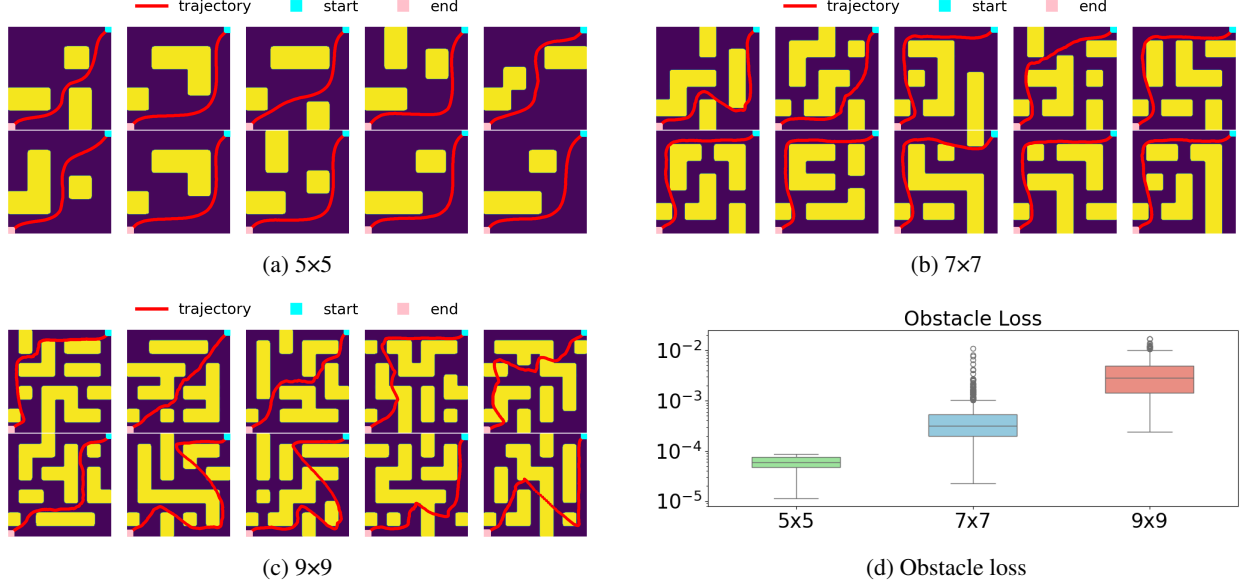 trajectory start end
trajectory start end
(a) 5×5
(b) 7×7
trajectory start end
Obstacle Loss
10⁻²
10⁻³
10⁻⁴
10⁻⁵
5x5 7x7 9x9
(c) 9×9
(d) Obstacle loss